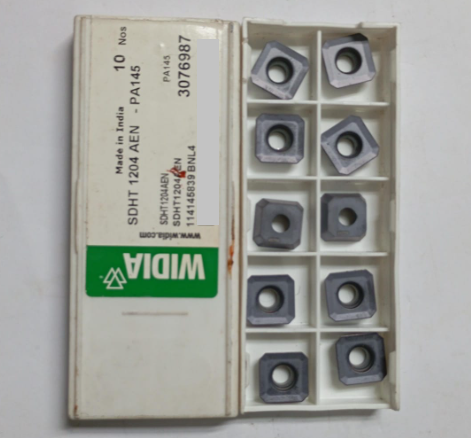 10 Nos
Made in India
SDHT 1204 AEN - PA145
PA145
3076987
SDHT1204AEN
SDHT1204AEN
114145839 BNL4
www.widia.com
WIDIA